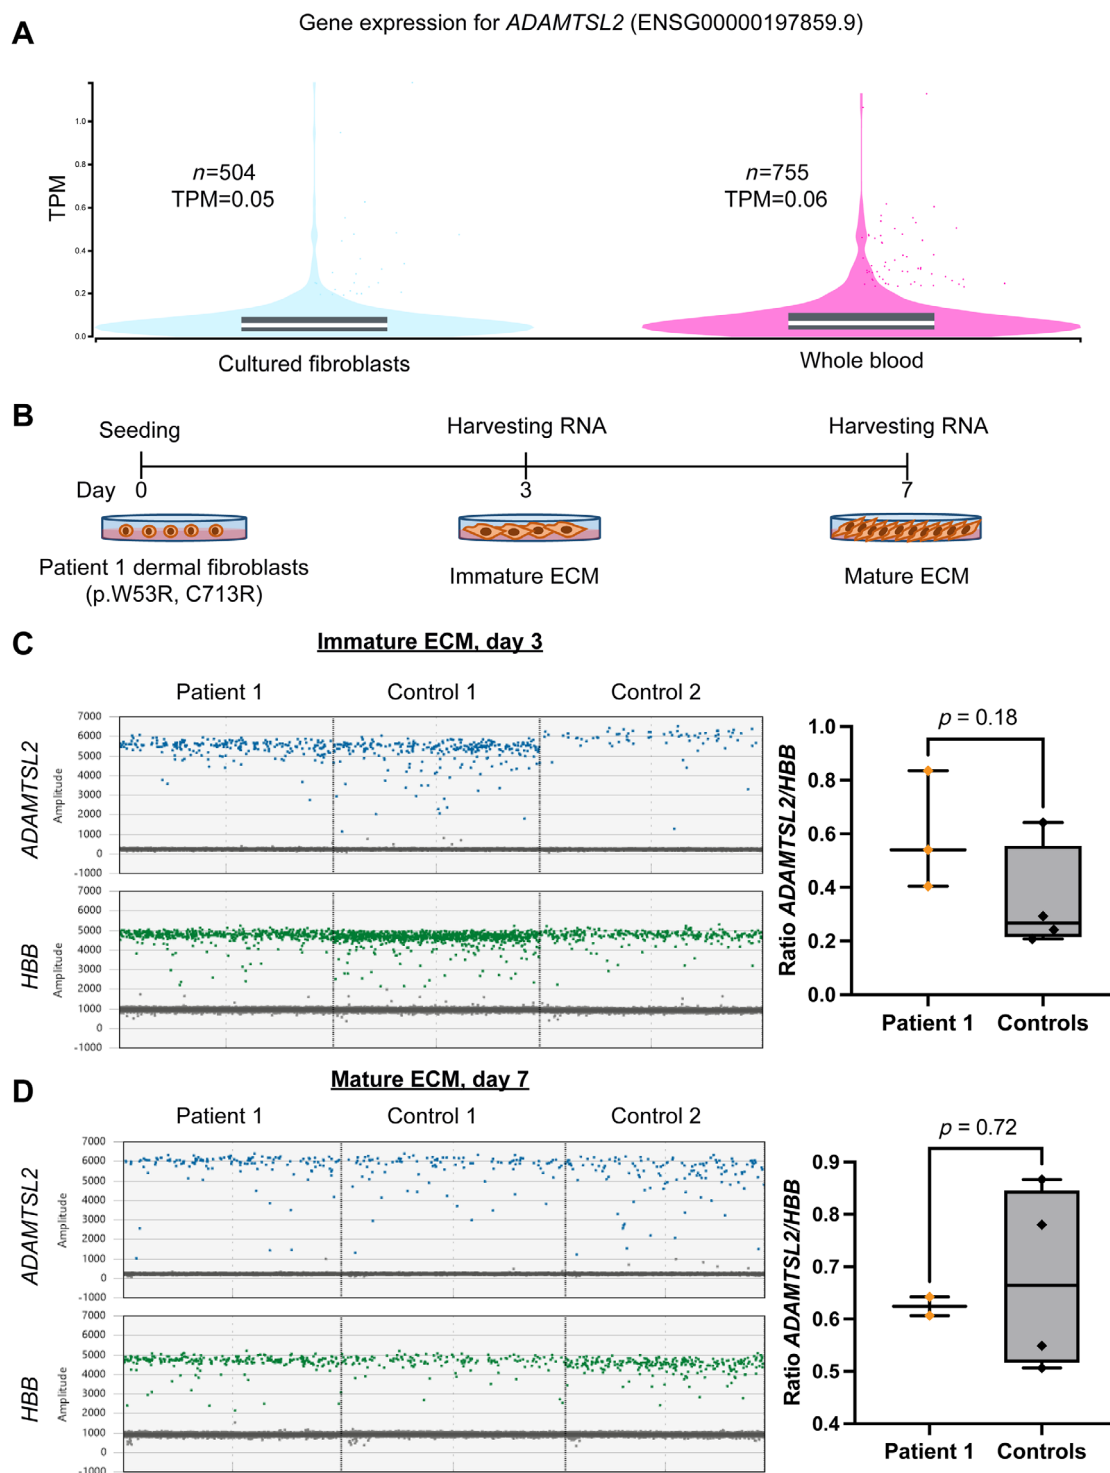 A
Gene expression for ADAMTSL2 (ENSG00000197859.9)
TPM
1.0
0.8
0.6
0.4
0.2
0.0
n=504
TPM=0.05
n=755
TPM=0.06
Cultured fibroblasts
Whole blood
B
Seeding
Harvesting RNA
Harvesting RNA
Day 0
3
7
Patient 1 dermal fibroblasts
(p.W53R, C713R)
Immature ECM
Mature ECM
C
Immature ECM, day 3
Patient 1
Control 1
Control 2
ADAMTSL2
Amplitude
7000
6000
5000
4000
3000
2000
1000
0
-1000
HBB
Amplitude
7000
6000
5000
4000
3000
2000
1000
0
-1000
p = 0.18
Ratio ADAMTSL2/HBB
1.0
0.8
0.6
0.4
0.2
0.0
Patient 1
Controls
D
Mature ECM, day 7
Patient 1
Control 1
Control 2
ADAMTSL2
Amplitude
7000
6000
5000
4000
3000
2000
1000
0
-1000
HBB
Amplitude
7000
6000
5000
4000
3000
2000
1000
0
-1000
p = 0.72
Ratio ADAMTSL2/HBB
0.9
0.8
0.7
0.6
0.5
0.4
Patient 1
Controls